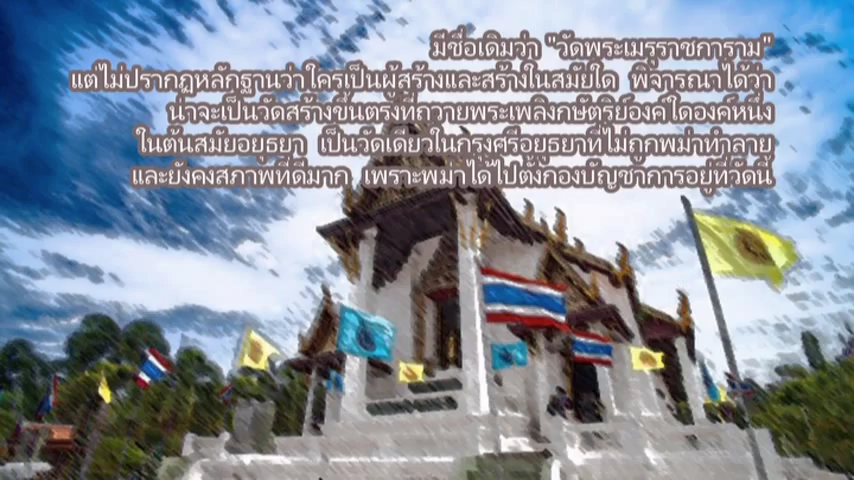 มีชื่อเดิมว่า "วัดพระเมรุราชการาม"
แต่ไม่ปรากฏหลักฐานว่าใครเป็นผู้สร้างและสร้างในสมัยใด พิจารณาได้ว่า
น่าจะเป็นวัดสร้างขึ้นตรงที่ถวายพระเพลิงกษัตริย์องค์ใดองค์หนึ่ง
ในต้นสมัยอยุธยา เป็นวัดเดียวในกรุงศรีอยุธยาที่ไม่ถูกพม่าทำลาย
และยังคงสภาพที่ดีมาก เพราะพม่าได้ไปตั้งกองบัญชาการอยู่ที่วัดนี้